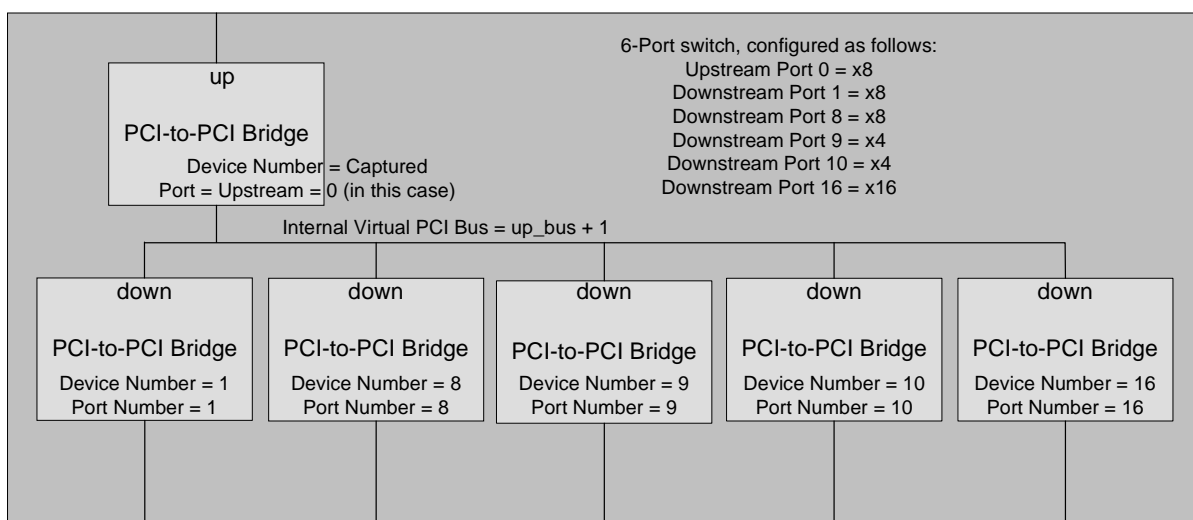 6-Port switch, configured as follows:
Upstream Port 0 = x8
Downstream Port 1 = x8
Downstream Port 8 = x8
Downstream Port 9 = x4
Downstream Port 10 = x4
Downstream Port 16 = x16
up
PCI-to-PCI Bridge
Device Number = Captured
Port = Upstream = 0 (in this case)
Internal Virtual PCI Bus = up_bus + 1
down
PCI-to-PCI Bridge
Device Number = 1
Port Number = 1
down
PCI-to-PCI Bridge
Device Number = 8
Port Number = 8
down
PCI-to-PCI Bridge
Device Number = 9
Port Number = 9
down
PCI-to-PCI Bridge
Device Number = 10
Port Number = 10
down
PCI-to-PCI Bridge
Device Number = 16
Port Number = 16